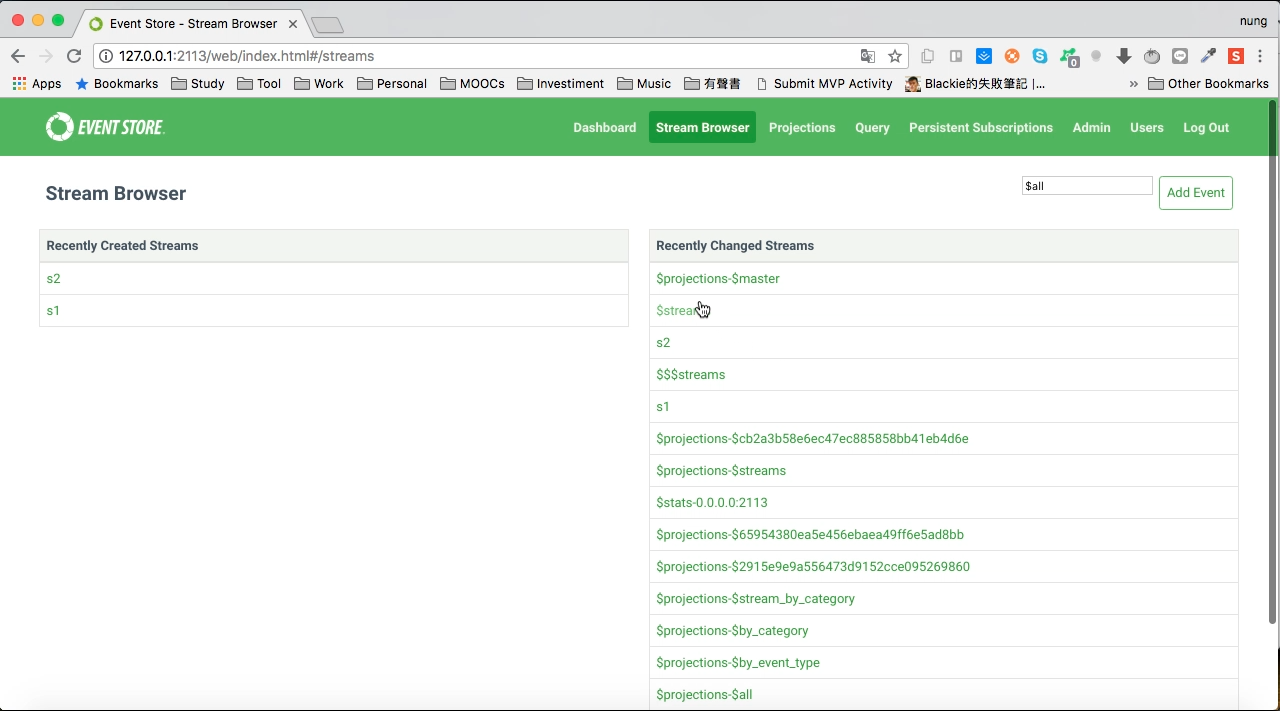 Event Store - Stream Browser
nung
127.0.0.1:2113/web/index.html#/streams
Apps Bookmarks Study Tool Work Personal MOOCs Investiment Music 有聲書 Submit MVP Activity Blackie的失敗筆記 |... » Other Bookmarks
EVENT STORE Dashboard Stream Browser Projections Query Persistent Subscriptions Admin Users Log Out
Stream Browser
$all
Add Event
Recently Created Streams
s2
s1
Recently Changed Streams
$projections-$master
s2
$$$streams
s1
$projections-$cb2a3b58e6ec47ec885858bb41eb4d6e
$projections-$streams
$stats-0.0.0.0:2113
$projections-$65954380ea5e456ebaea49ff6e5ad8bb
$projections-$2915e9e9a556473d9152cce095269860
$projections-$stream_by_category
$projections-$by_category
$projections-$by_event_type
$projections-$all